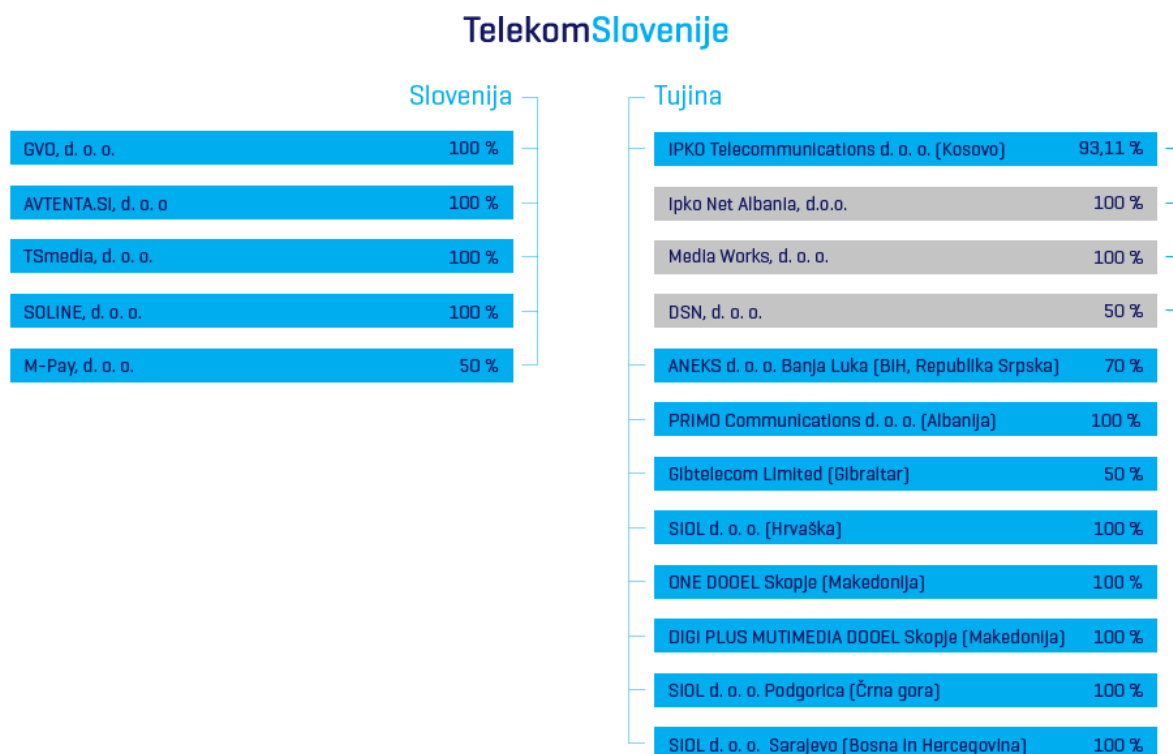 TelekomSlovenije
Slovenija
GVO, d. o. o. 100 %
AVTENTA.SI, d. o. o 100 %
TSmedia, d. o. o. 100 %
SOLINE, d. o. o. 100 %
M-Pay, d. o. o. 50 %
Tujina
IPKO Telecommunications d. o. o. (Kosovo) 93,11 %
Ipko Net Albania, d.o.o. 100 %
Media Works, d. o. o. 100 %
DSN, d. o. o. 50 %
ANEKS d. o. o. Banja Luka (BIH, Republika Srpska) 70 %
PRIMO Communications d. o. o. (Albanija) 100 %
Gibtelecom Limited (Gibraltar) 50 %
SIOL d. o. o. (Hrvaška) 100 %
ONE DOOEL Skopje (Makedonija) 100 %
DIGI PLUS MUTIMEDIA DOOEL Skopje (Makedonija) 100 %
SIOL d. o. o. Podgorica (Črna gora) 100 %
SIOL d. o. o. Sarajevo (Bosna in Hercegovina) 100 %